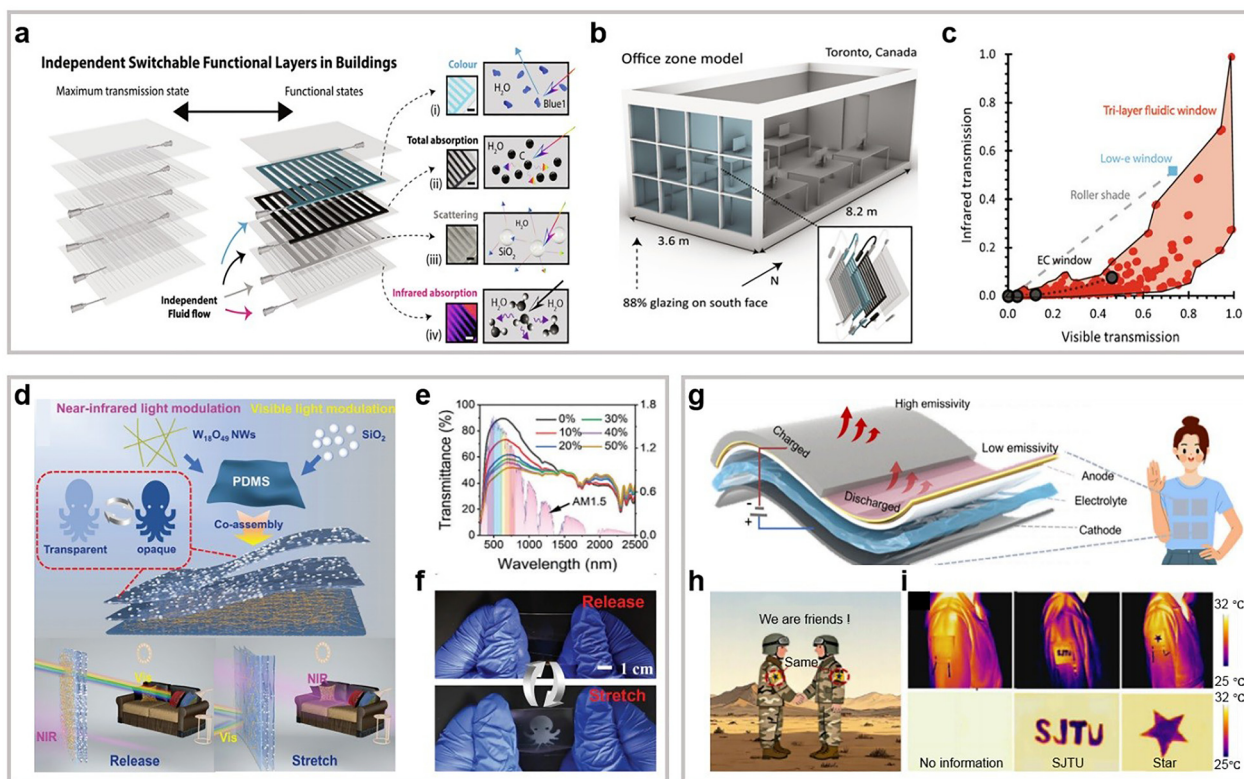 a
Independent Switchable Functional Layers in Buildings
Maximum transmission state
Functional states
Independent
Fluid flow
Colour
(i)
H₂O
Blue1
Total absorption
(ii)
H₂O
C
Scattering
(iii)
H₂O
SiO₂
Infrared absorption
(iv)
H₂O
H₂O
b
Office zone model
Toronto, Canada
8.2 m
3.6 m
N
88% glazing on south face
c
Infrared transmission
1.0
0.8
0.6
0.4
0.2
0.0
Tri-layer fluidic window
Low-e window
Roller shade
EC window
0.0 0.2 0.4 0.6 0.8 1.0
Visible transmission
d
Near-infrared light modulation
Visible light modulation
W₁₈O₄₉ NWs
SiO₂
PDMS
Co-assembly
Transparent
opaque
Vis
NIR
NIR
Vis
Release
Stretch
e
Transmittance (%)
100
80
60
40
20
0
0% 30%
10% 40%
20% 50%
AM1.5
1.8
1.2
0.6
0.0
500 1000 1500 2000 2500
Wavelength (nm)
f
Release
1 cm
Stretch
g
High emissivity
Charged
Low emissivity
Discharged
Anode
Electrolyte
Cathode
-
+
h
We are friends !
Same
i
SJTU
32 °C
25 °C
32 °C
25°C
SJTU
No information
SJTU
Star